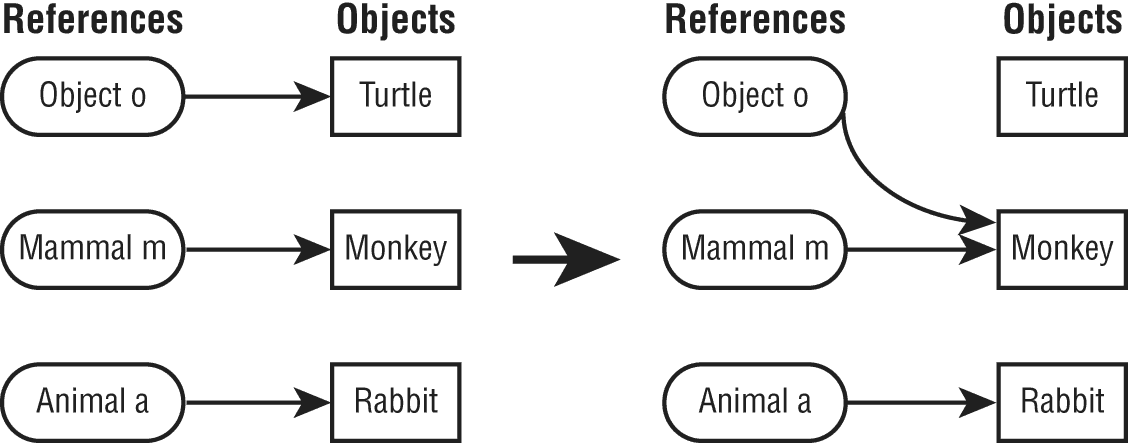 References Objects References Objects
Object o Turtle Object o Turtle
Mammal m Monkey Mammal m Monkey
Animal a Rabbit Animal a Rabbit